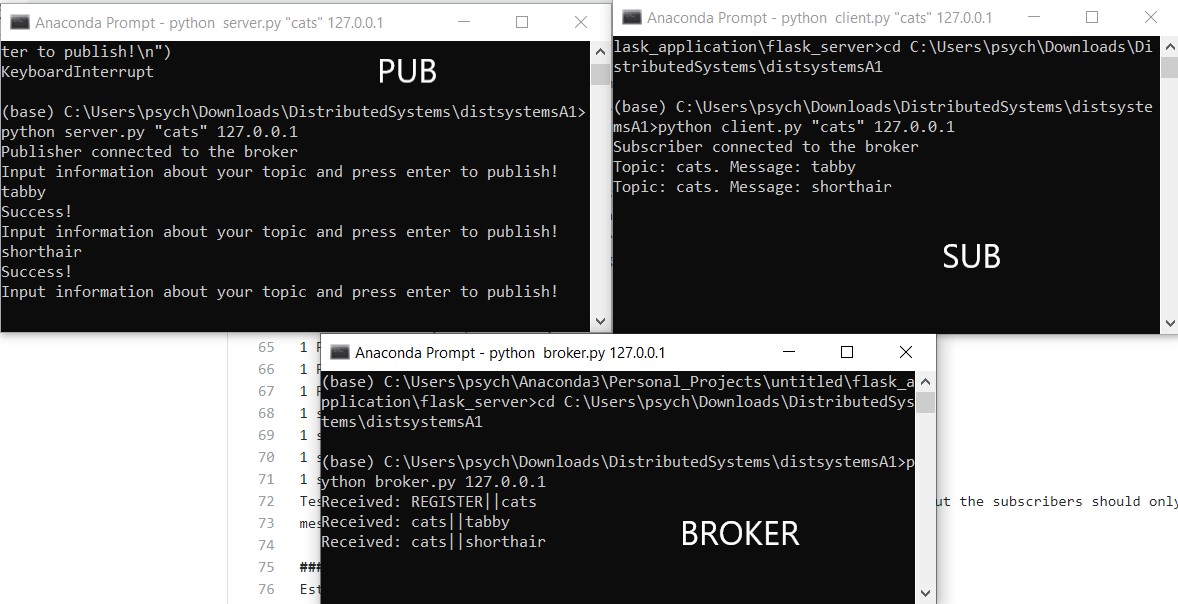 Anaconda Prompt - python server.py "cats" 127.0.0.1
ter to publish!\n")
KeyboardInterrupt
PUB
(base) C:\Users\psych\Downloads\DistributedSystems\distsystemsA1>
python server.py "cats" 127.0.0.1
Publisher connected to the broker
Input information about your topic and press enter to publish!
tabby
Success!
Input information about your topic and press enter to publish!
shorthair
Success!
Input information about your topic and press enter to publish!
Anaconda Prompt - python client.py "cats" 127.0.0.1
lask_application\flask_server>cd C:\Users\psych\Downloads\Di
stributedSystems\distsystemsA1
(base) C:\Users\psych\Downloads\DistributedSystems\distsyste
msA1>python client.py "cats" 127.0.0.1
Subscriber connected to the broker
Topic: cats. Message: tabby
Topic: cats. Message: shorthair
SUB
Anaconda Prompt - python broker.py 127.0.0.1
(base) C:\Users\psych\Anaconda3\Personal_Projects\untitled\flask_a
pplication\flask_server>cd C:\Users\psych\Downloads\DistributedSys
tems\distsystemsA1
(base) C:\Users\psych\Downloads\DistributedSystems\distsystemsA1>p
ython broker.py 127.0.0.1
Received: REGISTER||cats
Received: cats||tabby
Received: cats||shorthair
BROKER
65 1
66 1
67 1
68 1
69 1
70 1
71 1
72 the subscribers should only
73
74
75 ###
76